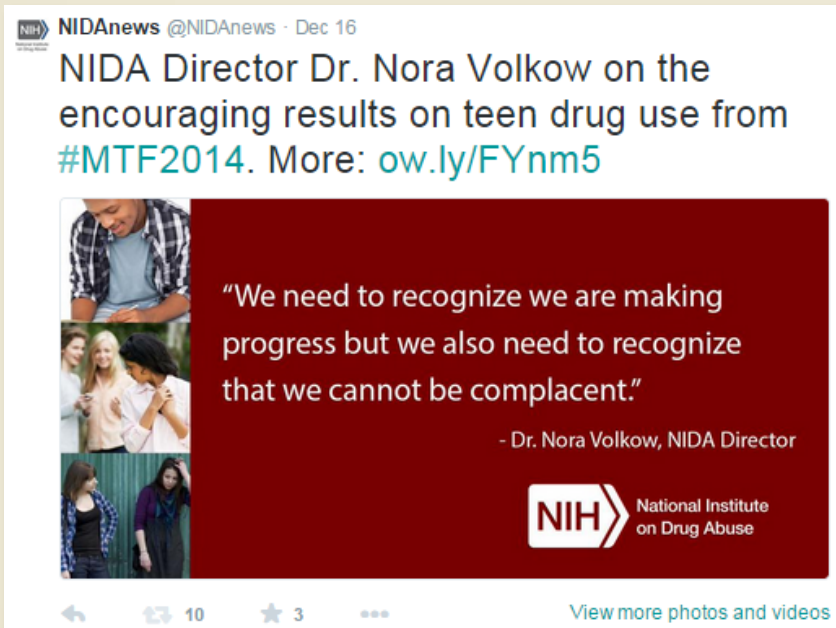 NIH NIDAnews @NIDAnews · Dec 16
NIDA Director Dr. Nora Volkow on the
encouraging results on teen drug use from
#MTF2014. More: ow.ly/FYnm5
“We need to recognize we are making
progress but we also need to recognize
that we cannot be complacent.”
- Dr. Nora Volkow, NIDA Director
NIH National Institute
on Drug Abuse
10 3 View more photos and videos